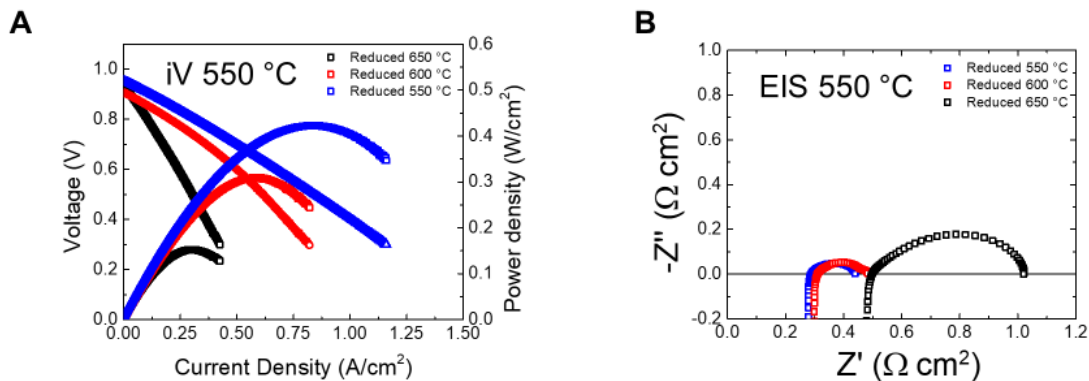 A
iV 550 °C
Reduced 650 °C
Reduced 600 °C
Reduced 550 °C
Voltage (V)
1.0
0.8
0.6
0.4
0.2
0.0
0.00 0.25 0.50 0.75 1.00 1.25 1.50
Current Density (A/cm²)
0.6
0.5
0.4
0.3
0.2
0.1
0.0
Power density (W/cm²)
B
EIS 550 °C
Reduced 550 °C
Reduced 600 °C
Reduced 650 °C
-Z'' (Ω cm²)
1.0
0.8
0.6
0.4
0.2
0.0
-0.2
0.0 0.2 0.4 0.6 0.8 1.0 1.2
Z' (Ω cm²)